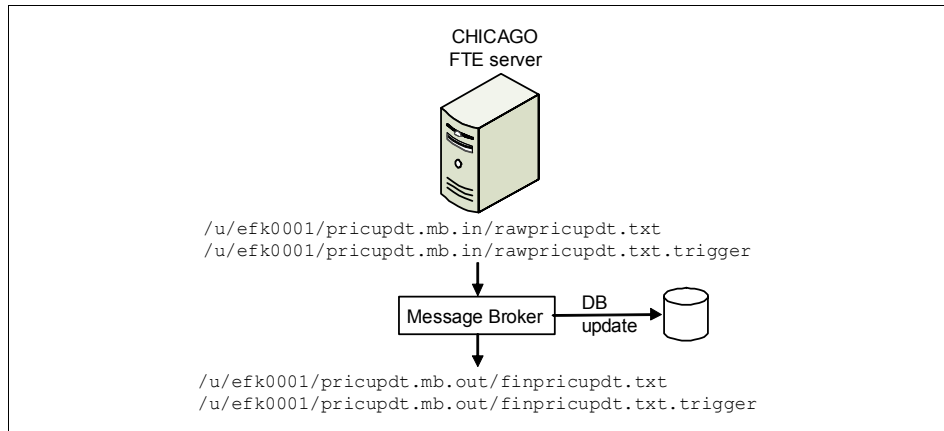 CHICAGO
FTE server
/u/efk0001/pricupdt.mb.in/rawpricupdt.txt
/u/efk0001/pricupdt.mb.in/rawpricupdt.txt.trigger
Message Broker
DB
update
/u/efk0001/pricupdt.mb.out/finpricupdt.txt
/u/efk0001/pricupdt.mb.out/finpricupdt.txt.trigger